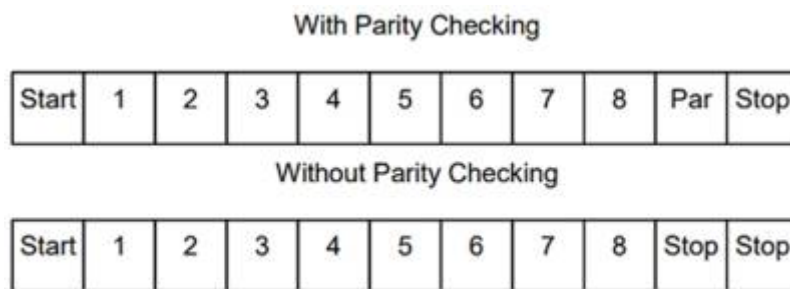 With Parity Checking
Start 1 2 3 4 5 6 7 8 Par Stop
Without Parity Checking
Start 1 2 3 4 5 6 7 8 Stop Stop